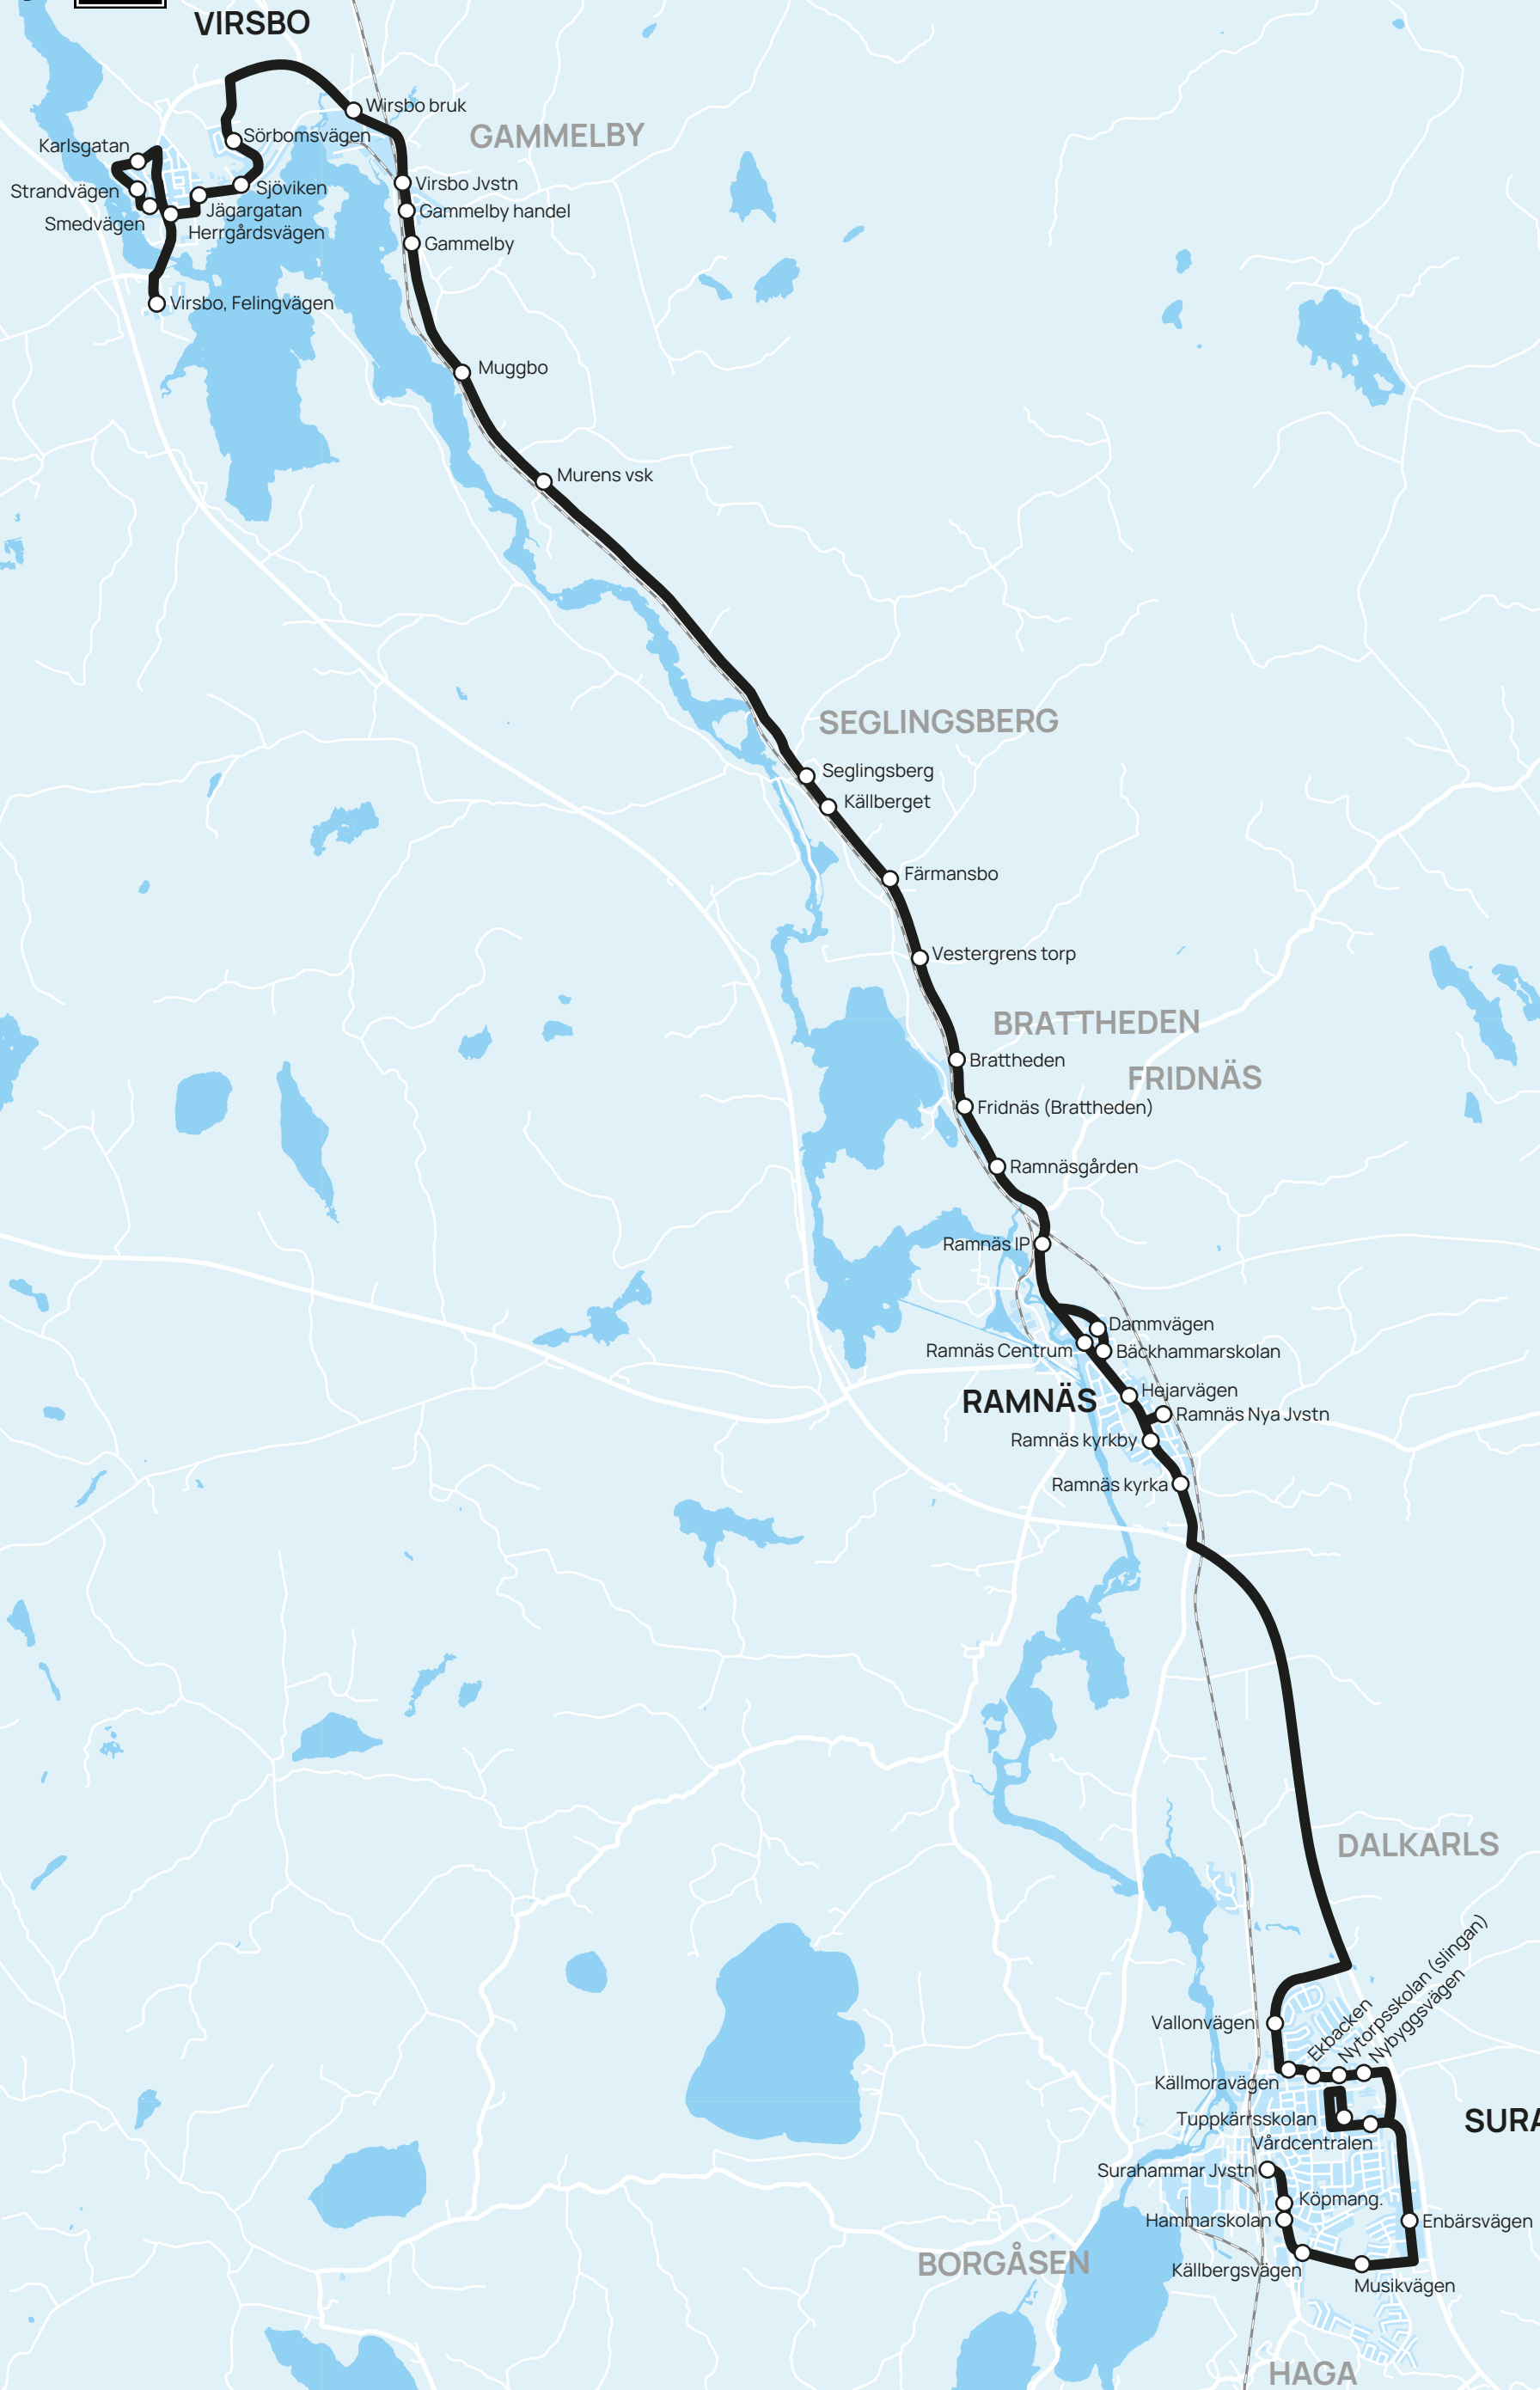 VIRSBO
Wirsbo bruk
GAMMELBY
Sörbomsvägen
Karlsgatan
Virsbo Jvstn
Sjöviken
Strandvägen
Jägargatan
Gammelby handel
Smedvägen
Herrgårdsvägen
Gammelby
Virsbo, Felingvägen
Muggbo
Murens vsk
SEGLINGSBERG
Seglingsberg
Källberget
Färmansbo
Vestergrens torp
BRATTHEDEN
Brattheden
FRIDNÄS
Fridnäs (Brattheden)
Ramnäsgården
Ramnäs IP
Dammvägen
Ramnäs Centrum
Bäckhammarskolan
Hejarvägen
RAMNÄS
Ramnäs Nya Jvstn
Ramnäs kyrkby
Ramnäs kyrka
DALKARLS
Vallonvägen
Ekbacken
Nytorpsskolan (slingan)
Nybyggsvägen
Källmoravägen
Tuppkärrsskolan
SURA
Vårdcentralen
Surahammar Jvstn
Köpmang.
Hammarskolan
Enbärsvägen
BORGÅSEN
Källbergsvägen
Musikvägen
HAGA